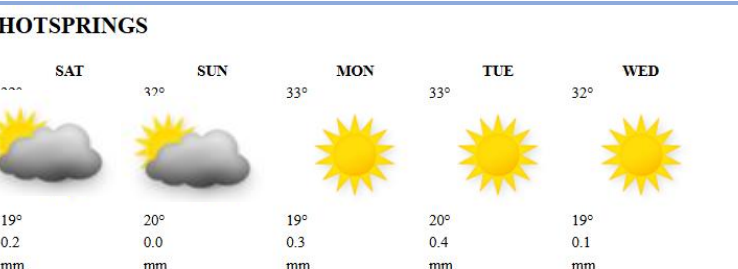 HOTSPRINGS
SAT SUN MON TUE WED
32° 33° 33° 32°
19° 20° 19° 20° 19°
0.2 0.0 0.3 0.4 0.1
mm mm mm mm mm